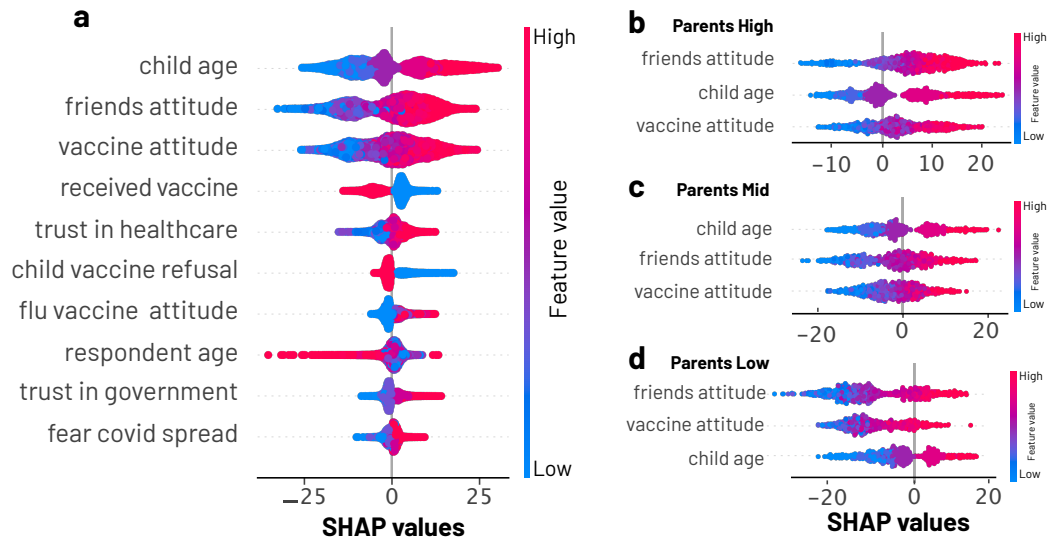 a
child age
friends attitude
vaccine attitude
received vaccine
trust in healthcare
child vaccine refusal
flu vaccine attitude
respondent age
trust in government
fear covid spread
−25 0 25
SHAP values
High
Feature value
Low
b Parents High
friends attitude
child age
vaccine attitude
-10 0 10 20
High
Feature value
Low
c Parents Mid
child age
friends attitude
vaccine attitude
-20 0 20
High
Feature value
Low
d Parents Low
friends attitude
vaccine attitude
child age
-20 0 20
SHAP values
High
Feature value
Low